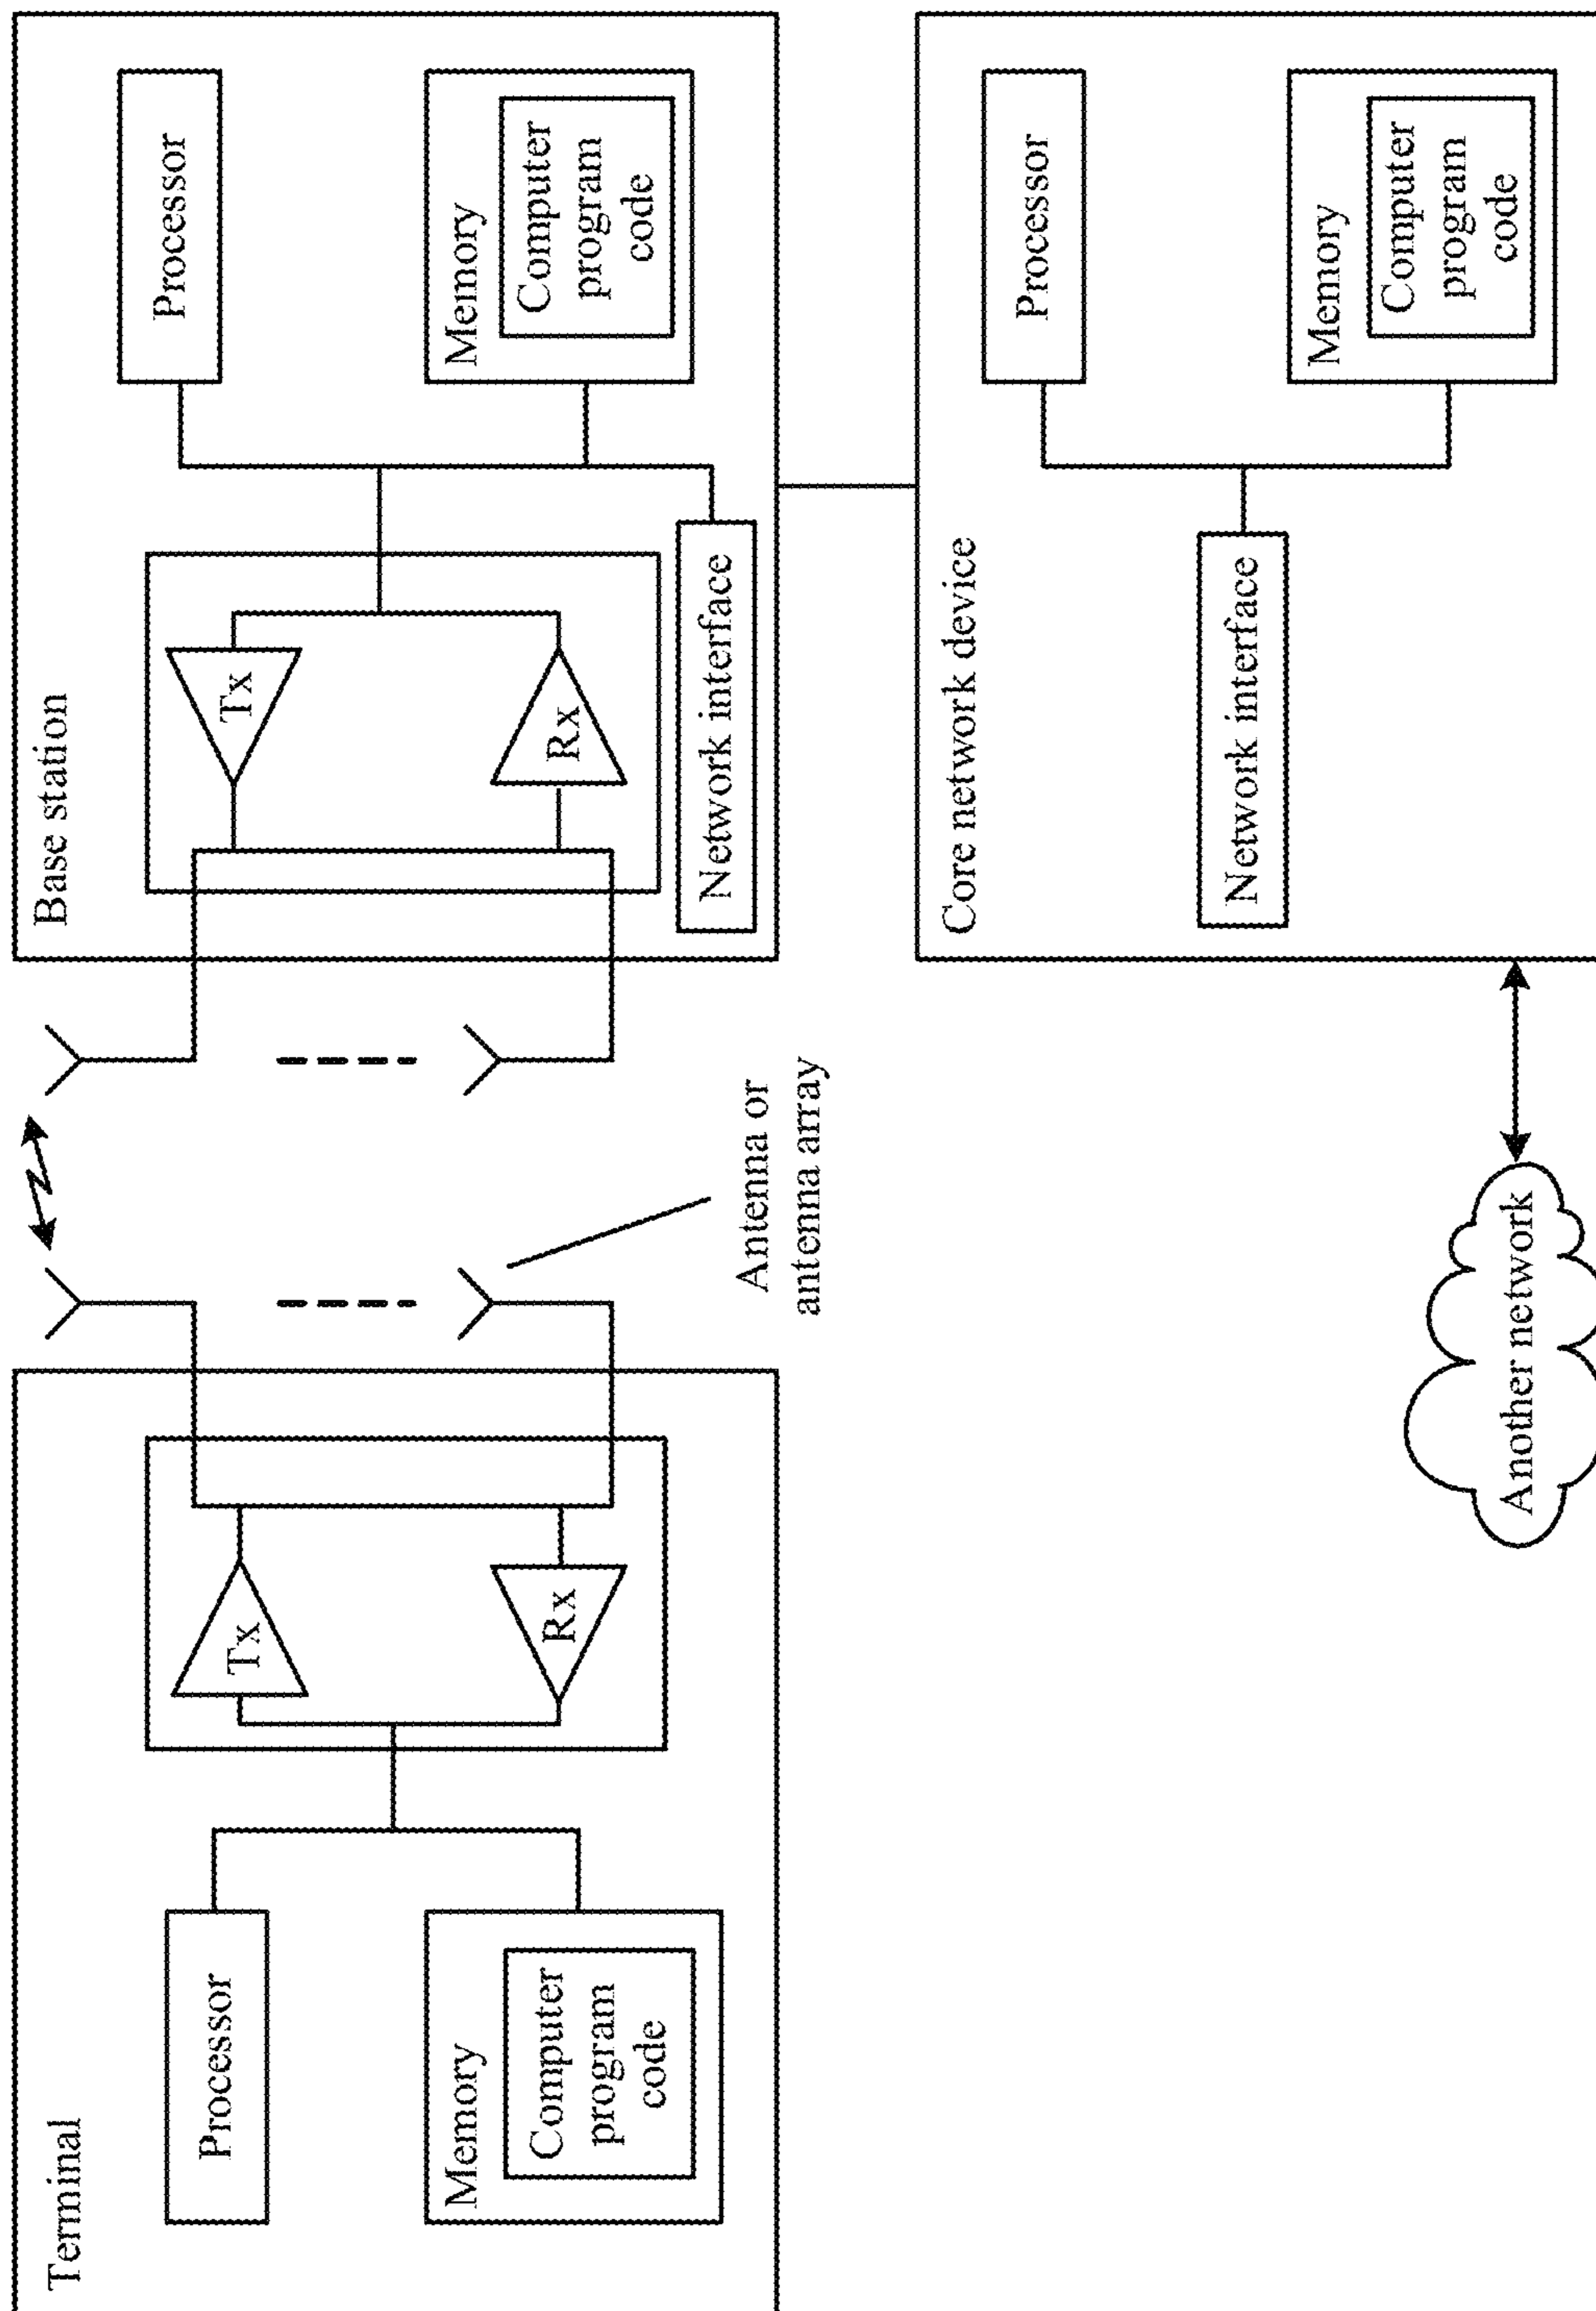 Terminal
Processor
Memory
Computer
program
code
Tx
Rx
Antenna or
antenna array
Base station
Tx
Rx
Network interface
Processor
Memory
Computer
program
code
Another network
Core network device
Network interface
Processor
Memory
Computer
program
code